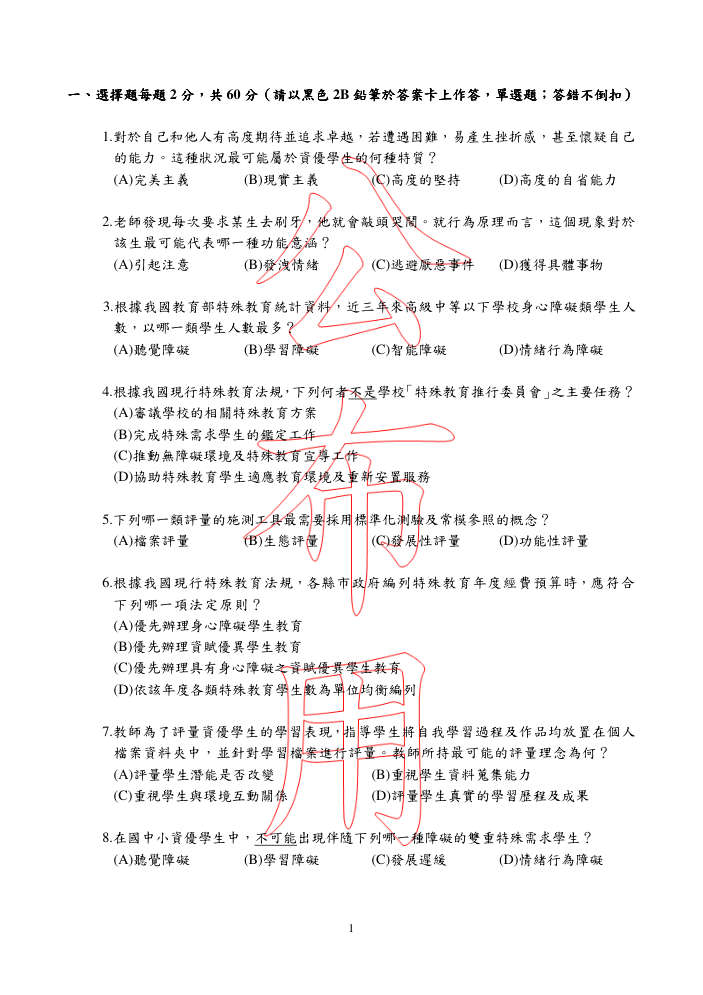 一、選擇題每題 2 分，共 60 分（請以黑色 2B 鉛筆於答案卡上作答，單選題；答錯不倒扣）
1.對於自己和他人有高度期待並追求卓越，若遭遇困難，易產生挫折感，甚至懷疑自己
的能力。這種狀況最可能屬於資優學生的何種特質？
(A)完美主義 (B)現實主義 (C)高度的堅持 (D)高度的自省能力
2.老師發現每次要求某生去刷牙，他就會敲頭哭鬧。就行為原理而言，這個現象對於
該生最可能代表哪一種功能意涵？
(A)引起注意 (B)發洩情緒 (C)逃避厭惡事件 (D)獲得具體事物
3.根據我國教育部特殊教育統計資料，近三年來高級中等以下學校身心障礙類學生人
數，以哪一類學生人數最多？
(A)聽覺障礙 (B)學習障礙 (C)智能障礙 (D)情緒行為障礙
4.根據我國現行特殊教育法規，下列何者不是學校「特殊教育推行委員會」之主要任務？
(A)審議學校的相關特殊教育方案
(B)完成特殊需求學生的鑑定工作
(C)推動無障礙環境及特殊教育宣導工作
(D)協助特殊教育學生適應教育環境及重新安置服務
5.下列哪一類評量的施測工具最需要採用標準化測驗及常模參照的概念？
(A)檔案評量 (B)生態評量 (C)發展性評量 (D)功能性評量
6.根據我國現行特殊教育法規，各縣市政府編列特殊教育年度經費預算時，應符合
下列哪一項法定原則？
(A)優先辦理身心障礙學生教育
(B)優先辦理資賦優異學生教育
(C)優先辦理具有身心障礙之資賦優異學生教育
(D)依該年度各類特殊教育學生數為單位均衡編列
7.教師為了評量資優學生的學習表現，指導學生將自我學習過程及作品均放置在個人
檔案資料夾中，並針對學習檔案進行評量。教師所持最可能的評量理念為何？
(A)評量學生潛能是否改變 (B)重視學生資料蒐集能力
(C)重視學生與環境互動關係 (D)評量學生真實的學習歷程及成果
8.在國中小資優學生中，不可能出現伴隨下列哪一種障礙的雙重特殊需求學生？
(A)聽覺障礙 (B)學習障礙 (C)發展遲緩 (D)情緒行為障礙
1
公布用